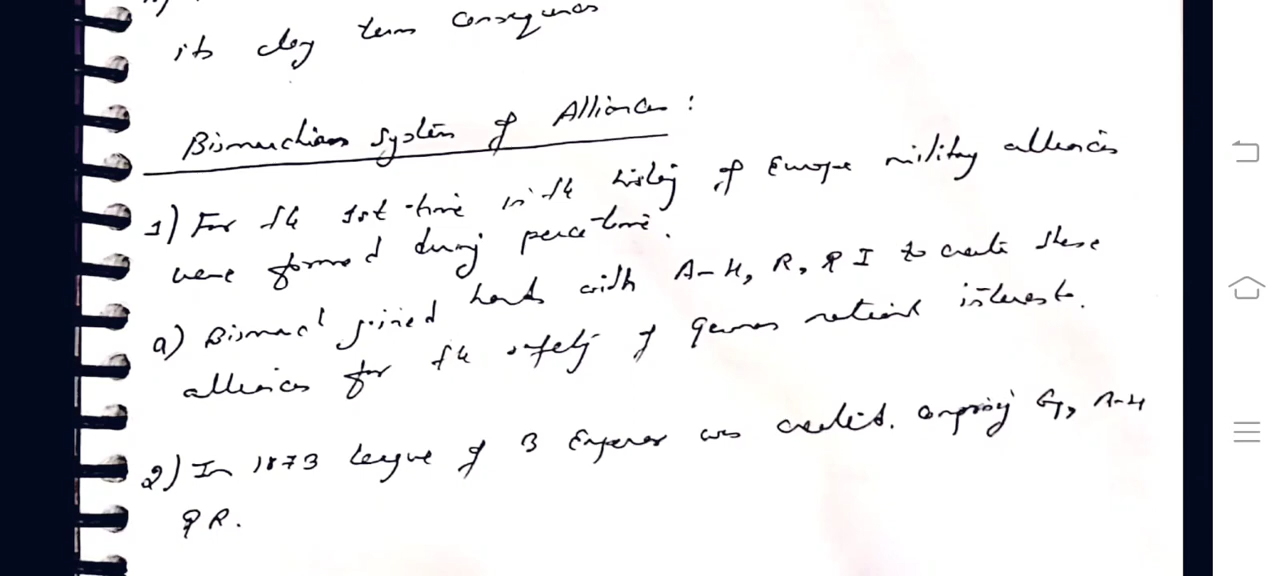 its long term consequences
Bismarckian System of Alliances:
1) For the 1st time in the history of Europe military alliances
were formed during peace time.
a) Bismarck joined hands with A-H, R, & I to create these
alliances for the safety of German national interests.
2) In 1873 League of 3 Emperor was created. comprising G, A-H
& R.